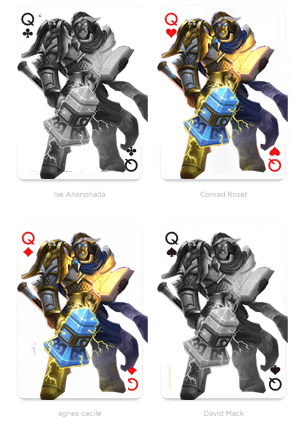 Q
Q
Q
Q
Ise Ananphada
Conrad Roset
Q
Q
Q
Q
agnes-cecile
David Mack